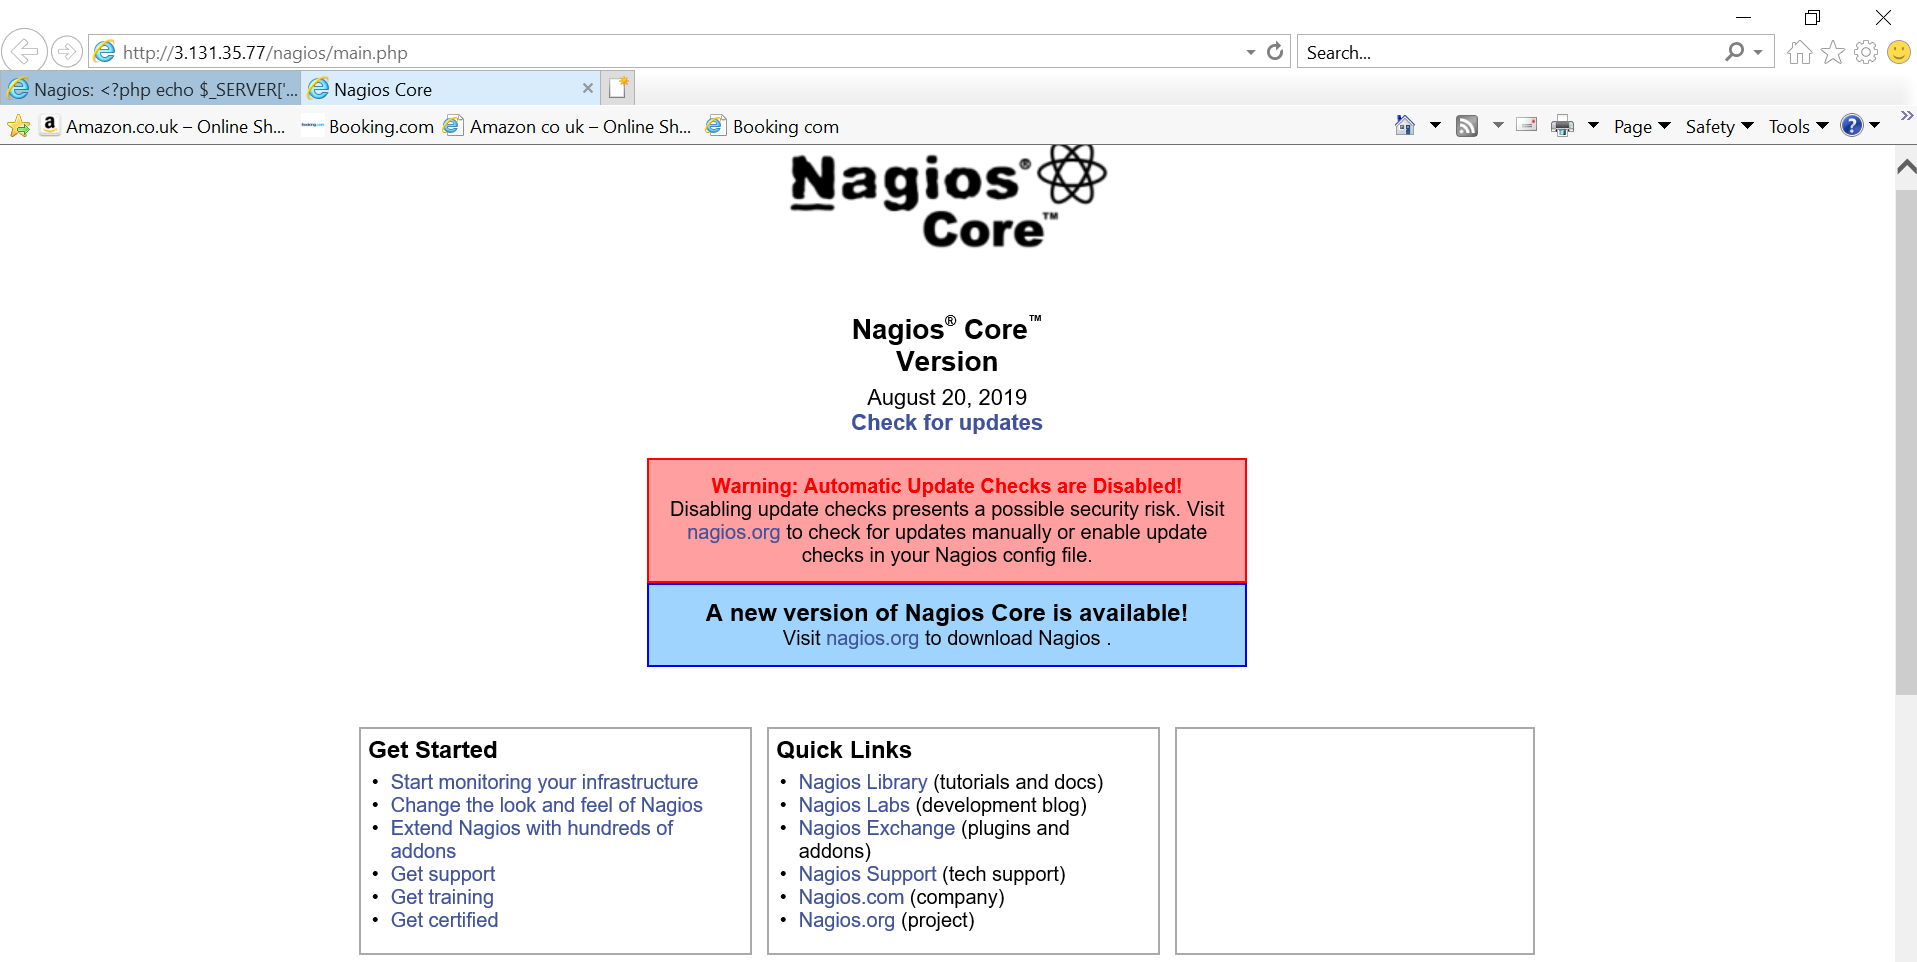 http://3.131.35.77/nagios/main.php
Search...
Nagios: <?php echo $_SERVER['...
Nagios Core
Amazon.co.uk – Online Sh...
Booking.com
Amazon co uk – Online Sh...
Booking com
Page
Safety
Tools
Nagios®
Core™
Nagios® Core™
Version
August 20, 2019
Check for updates
Warning: Automatic Update Checks are Disabled!
Disabling update checks presents a possible security risk. Visit
nagios.org to check for updates manually or enable update
checks in your Nagios config file.
A new version of Nagios Core is available!
Visit nagios.org to download Nagios .
Get Started
• Start monitoring your infrastructure
• Change the look and feel of Nagios
• Extend Nagios with hundreds of
addons
• Get support
• Get training
• Get certified
Quick Links
• Nagios Library (tutorials and docs)
• Nagios Labs (development blog)
• Nagios Exchange (plugins and
addons)
• Nagios Support (tech support)
• Nagios.com (company)
• Nagios.org (project)